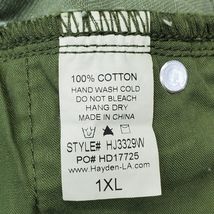 100% COTTON
HAND WASH COLD
DO NOT BLEACH
HANG DRY
MADE IN CHINA
STYLE# HJ3329W
PO# HD17725
www.Hayden-LA.com
1XL